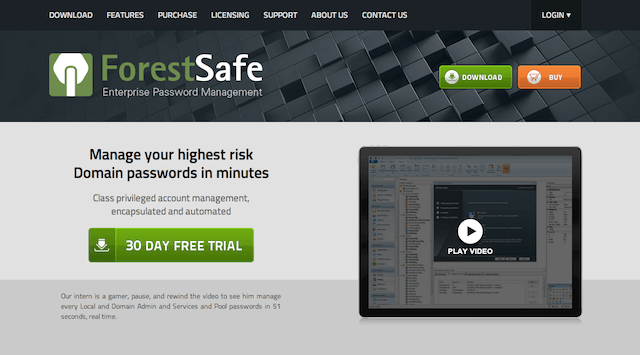 DOWNLOAD FEATURES PURCHASE LICENSING SUPPORT ABOUT US CONTACT US LOGIN ▾
ForestSafe
Enterprise Password Management
DOWNLOAD BUY
Manage your highest risk
Domain passwords in minutes
Class privileged account management,
encapsulated and automated
30 DAY FREE TRIAL
PLAY VIDEO
Our intern is a gamer, pause, and rewind the video to see him manage
every Local and Domain Admin and Services and Pool passwords in 51
seconds, real time.